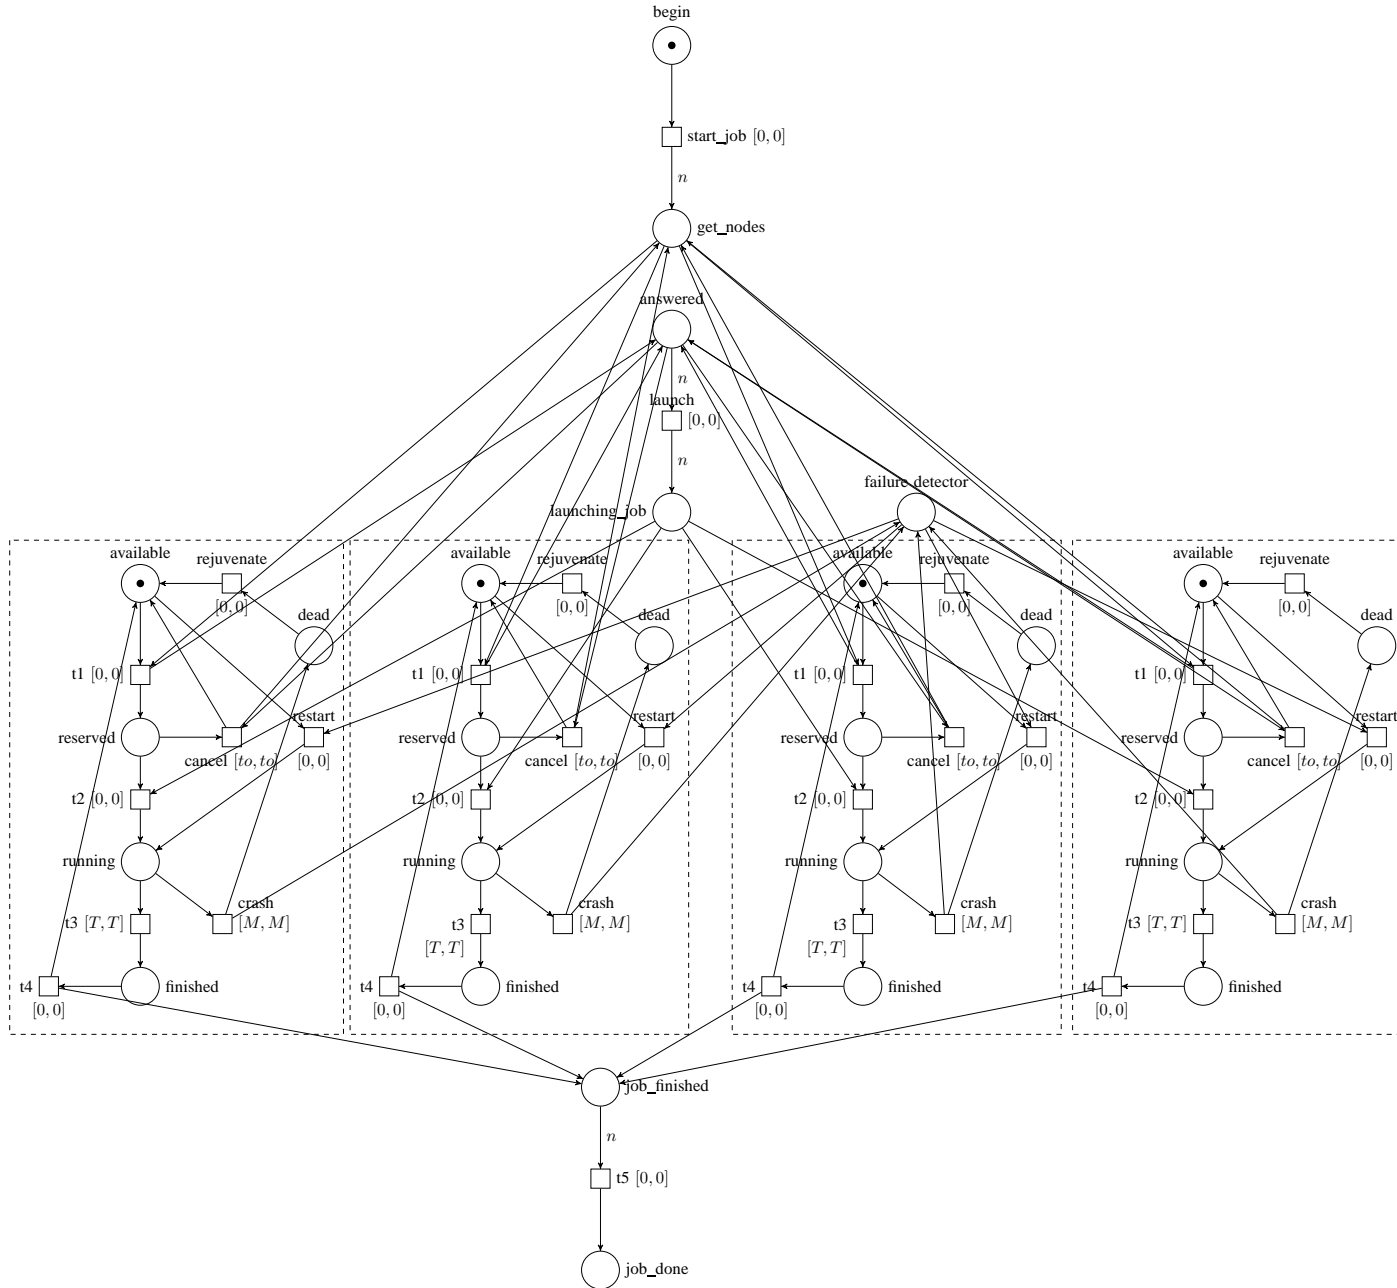 begin
start_job [0, 0]
n
get_nodes
answered
n
launch
[0, 0]
n
failure detector
launching_job
available
rejuvenate
[0, 0]
dead
t1 [0, 0]
restart
reserved
cancel [to, to]
[0, 0]
t2 [0, 0]
running
crash
t3 [T, T]
[M, M]
t4
finished
[0, 0]
available
rejuvenate
[0, 0]
dead
t1 [0, 0]
restart
reserved
cancel [to, to]
[0, 0]
t2 [0, 0]
running
crash
t3
[M, M]
[T, T]
t4
finished
[0, 0]
available
rejuvenate
[0, 0]
dead
t1 [0, 0]
restart
reserved
cancel [to, to]
[0, 0]
t2 [0, 0]
running
crash
t3
[M, M]
[T, T]
t4
finished
[0, 0]
available
rejuvenate
[0, 0]
dead
t1 [0, 0]
restart
reserved
cancel [to, to]
[0, 0]
t2 [0, 0]
running
crash
t3 [T, T]
[M, M]
t4
finished
[0, 0]
job_finished
n
t5 [0, 0]
job_done